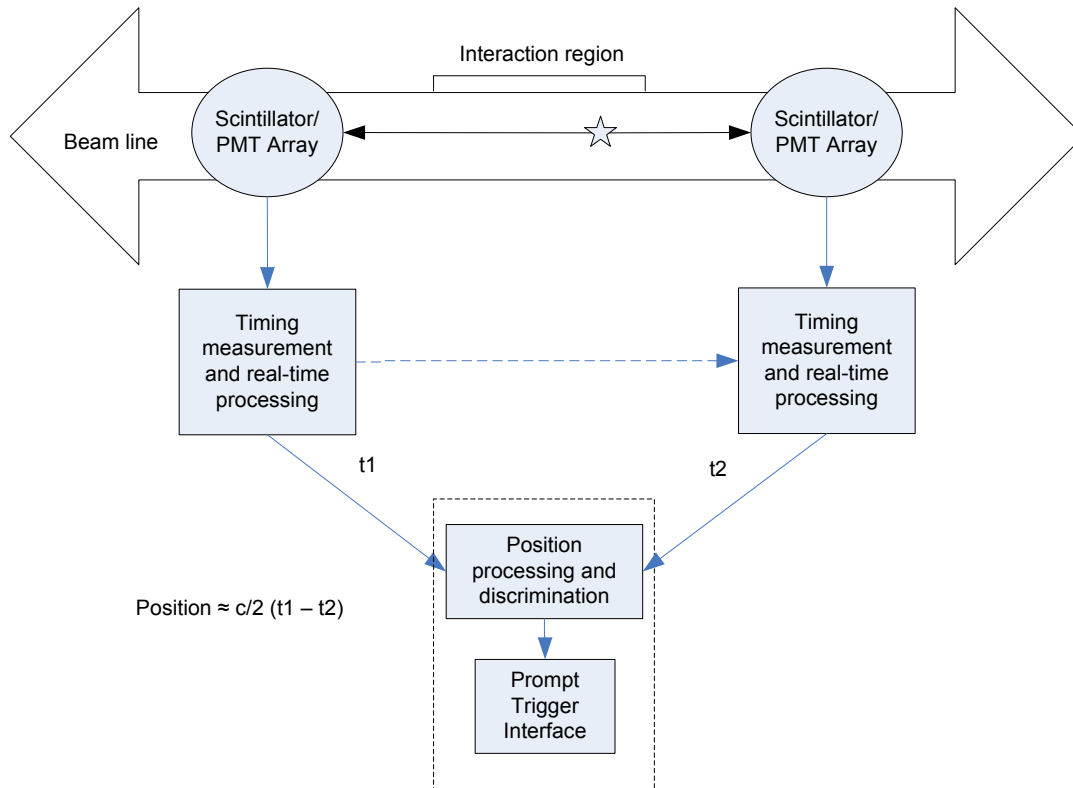 Interaction region
Beam line
Scintillator/
PMT Array
Scintillator/
PMT Array
Timing
measurement
and real-time
processing
Timing
measurement
and real-time
processing
t1
t2
Position
processing and
discrimination
Position ≈ c/2 (t1 – t2)
Prompt
Trigger
Interface